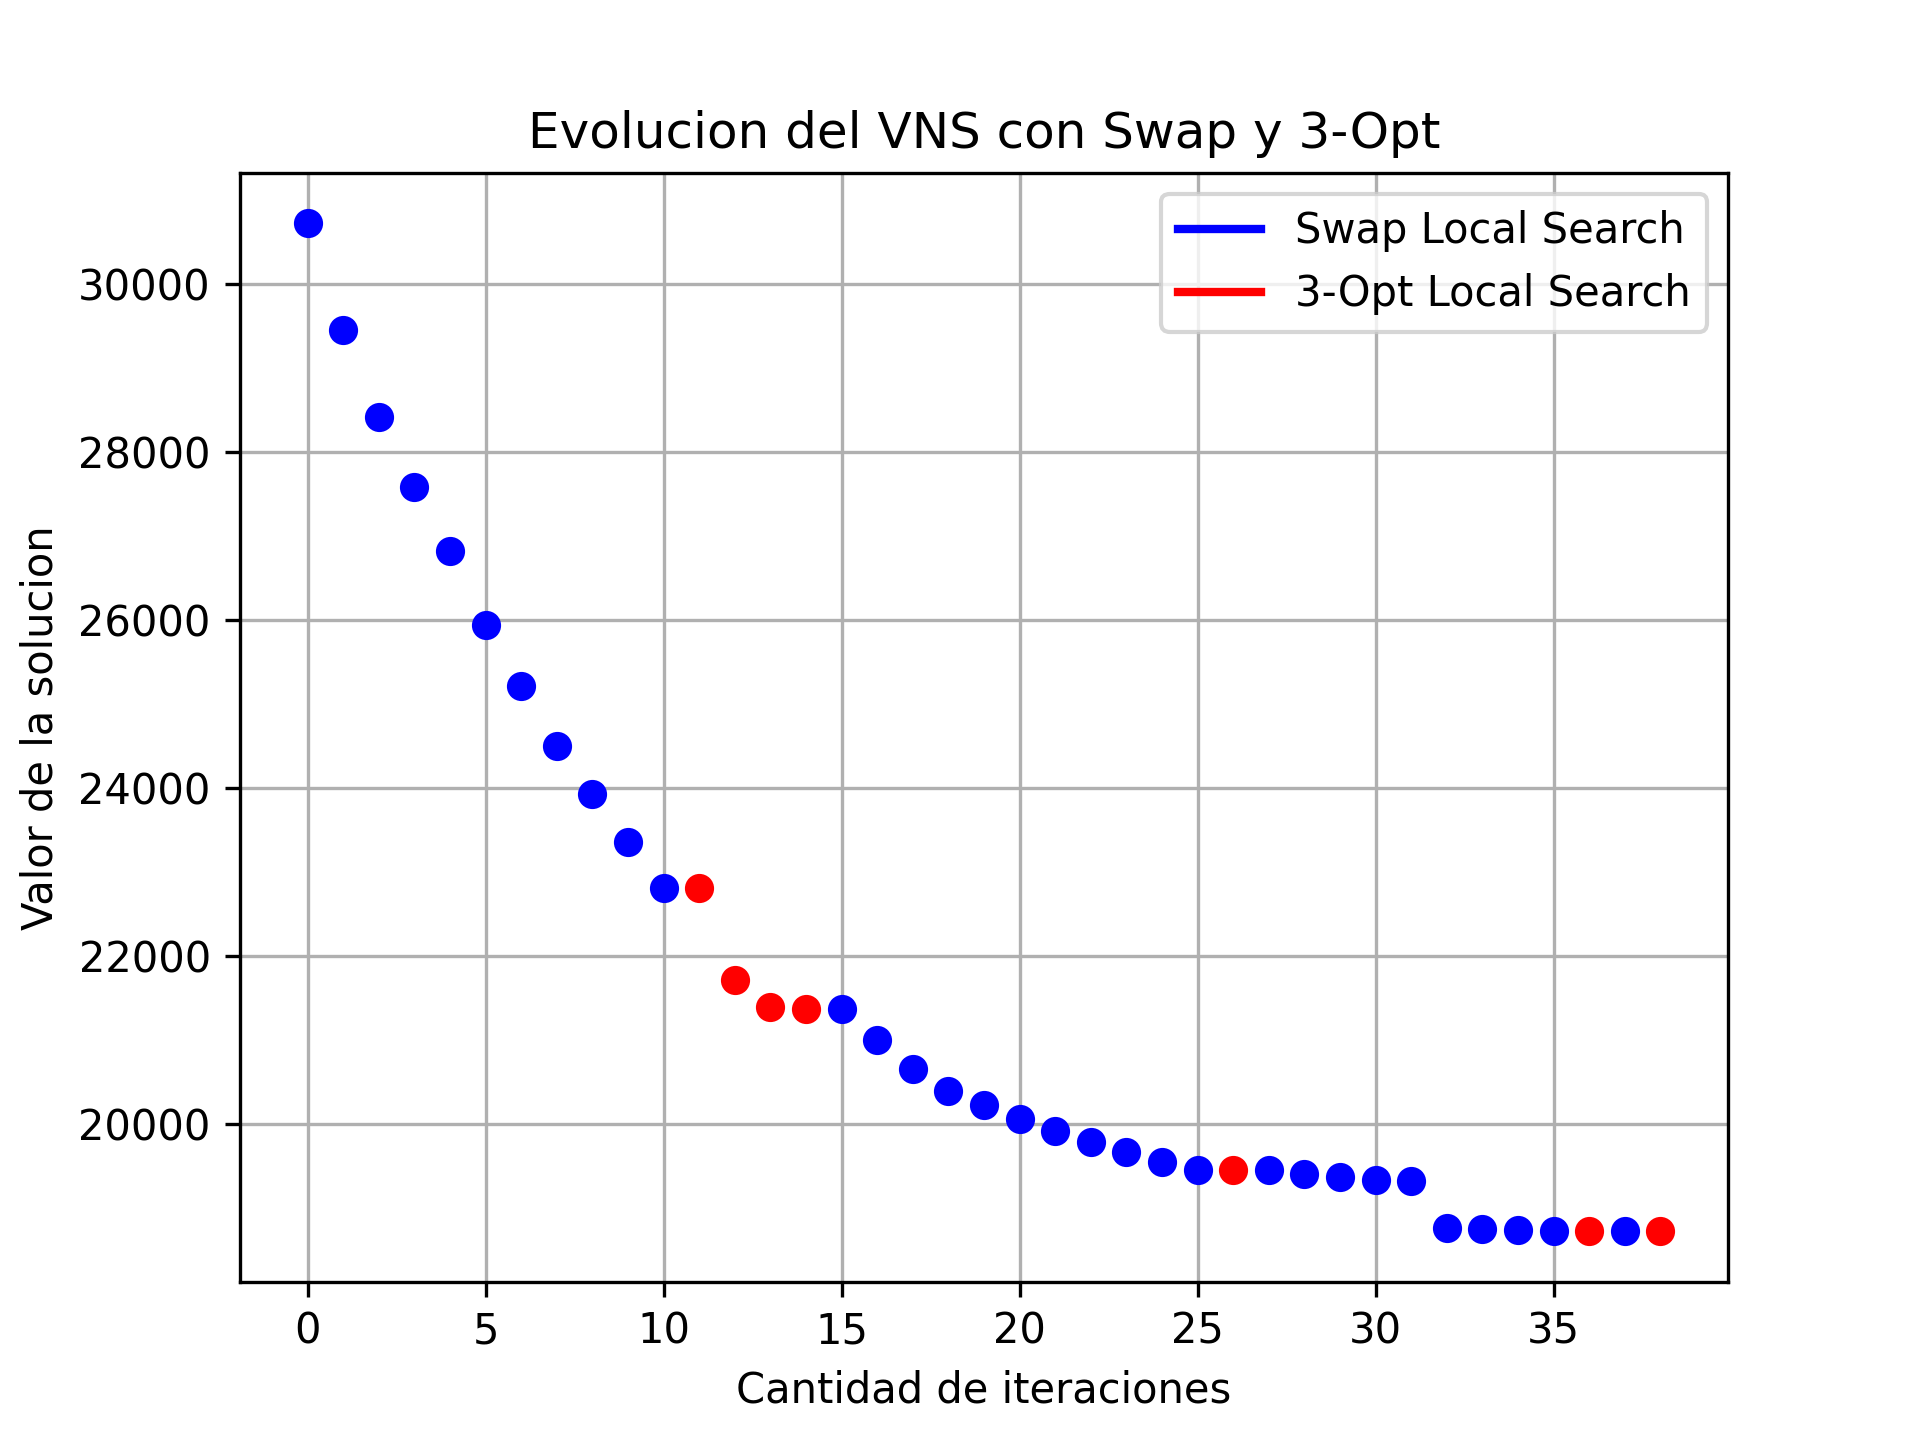 Evolucion del VNS con Swap y 3-Opt
Swap Local Search
3-Opt Local Search
Valor de la solucion
30000
28000
26000
24000
22000
20000
0 5 10 15 20 25 30 35
Cantidad de iteraciones